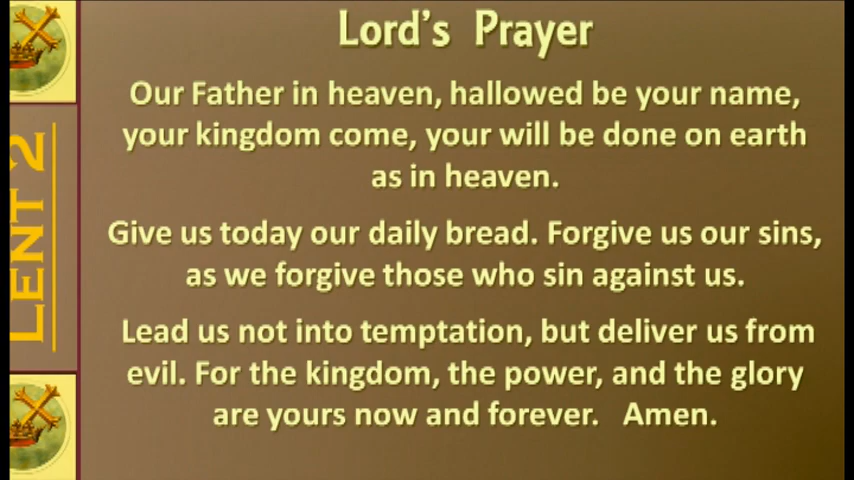 Lord's Prayer
Our Father in heaven, hallowed be your name,
your kingdom come, your will be done on earth
as in heaven.
Give us today our daily bread. Forgive us our sins,
as we forgive those who sin against us.
Lead us not into temptation, but deliver us from
evil. For the kingdom, the power, and the glory
are yours now and forever. Amen.
LENT 2